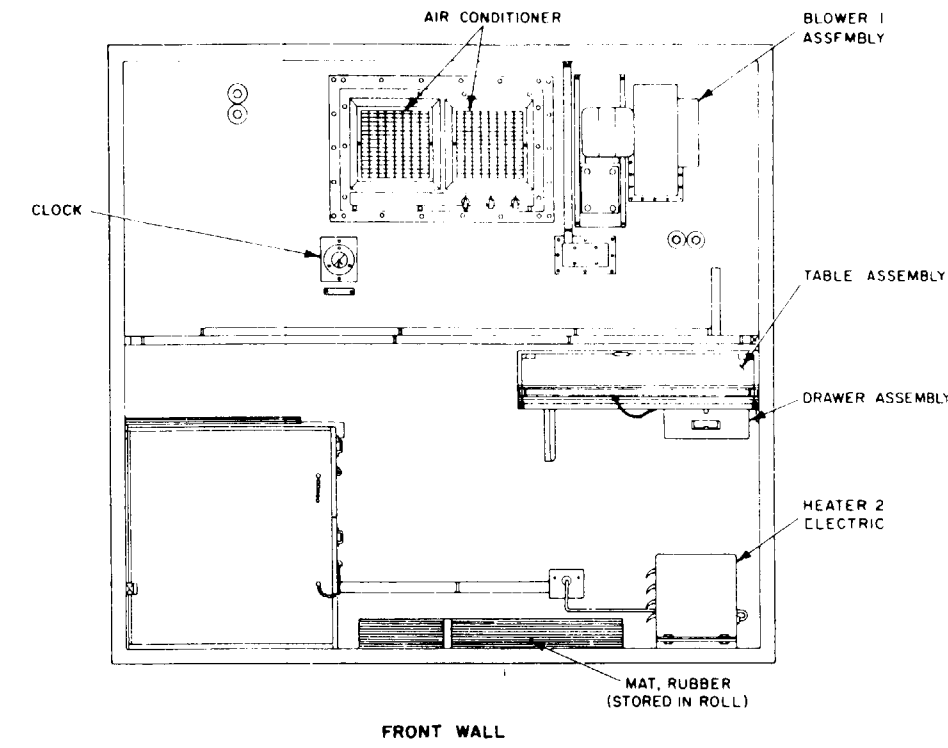 AIR CONDITIONER
BLOWER 1
ASSEMBLY
CLOCK
TABLE ASSEMBLY
DRAWER ASSEMBLY
HEATER 2
ELECTRIC
MAT, RUBBER
(STORED IN ROLL)
FRONT WALL